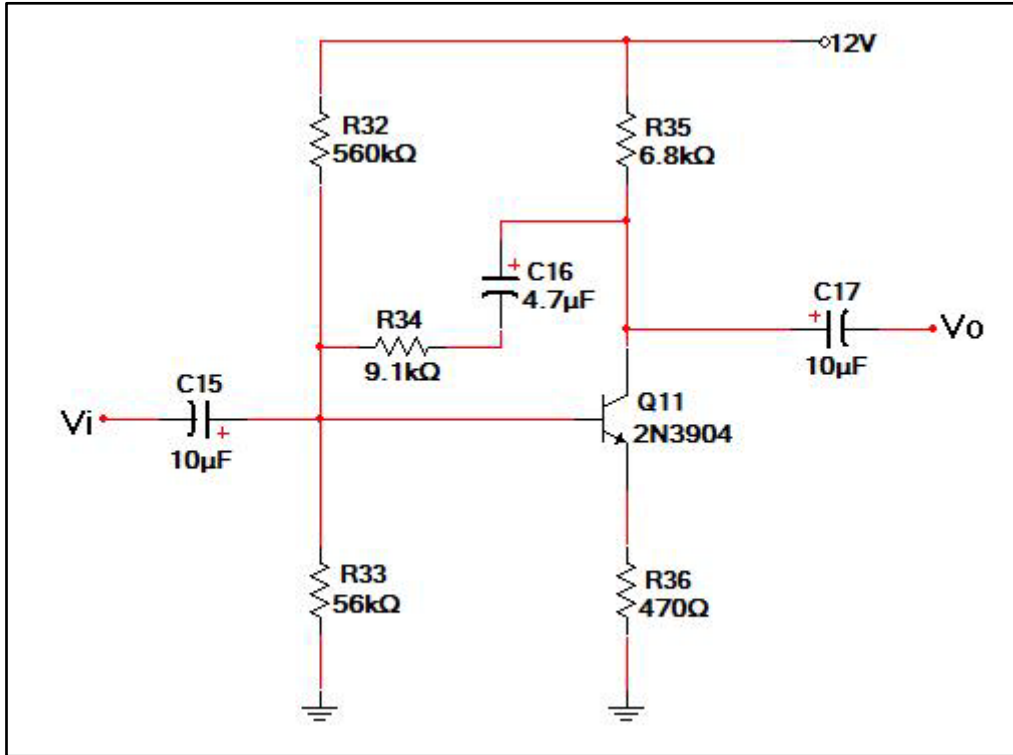 12V
R32
560kΩ
R35
6.8kΩ
+
C16
4.7µF
R34
9.1kΩ
C17
+
10µF
Vo
C15
Vi
+
10µF
Q11
2N3904
R33
56kΩ
R36
470Ω